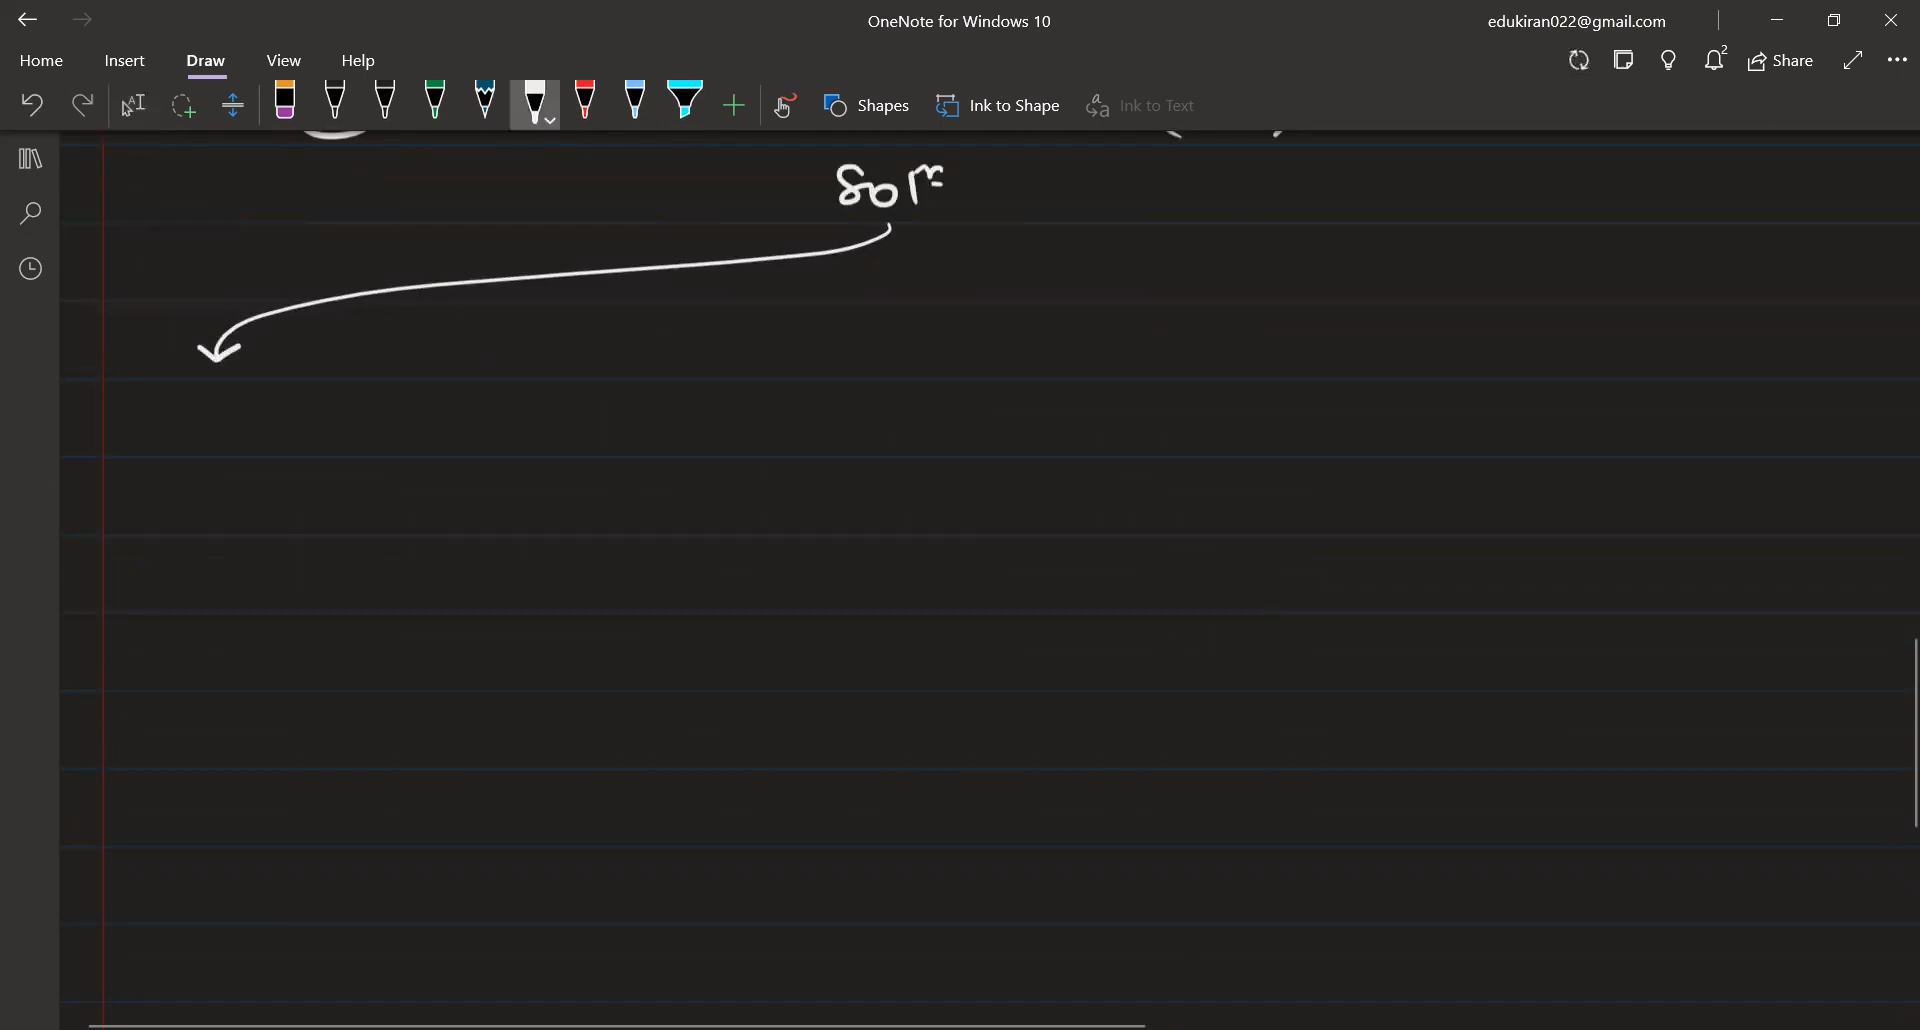 OneNote for Windows 10
edukiran022@gmail.com
Home Insert Draw View Help
2 Share
Shapes Ink to Shape Ink to Text